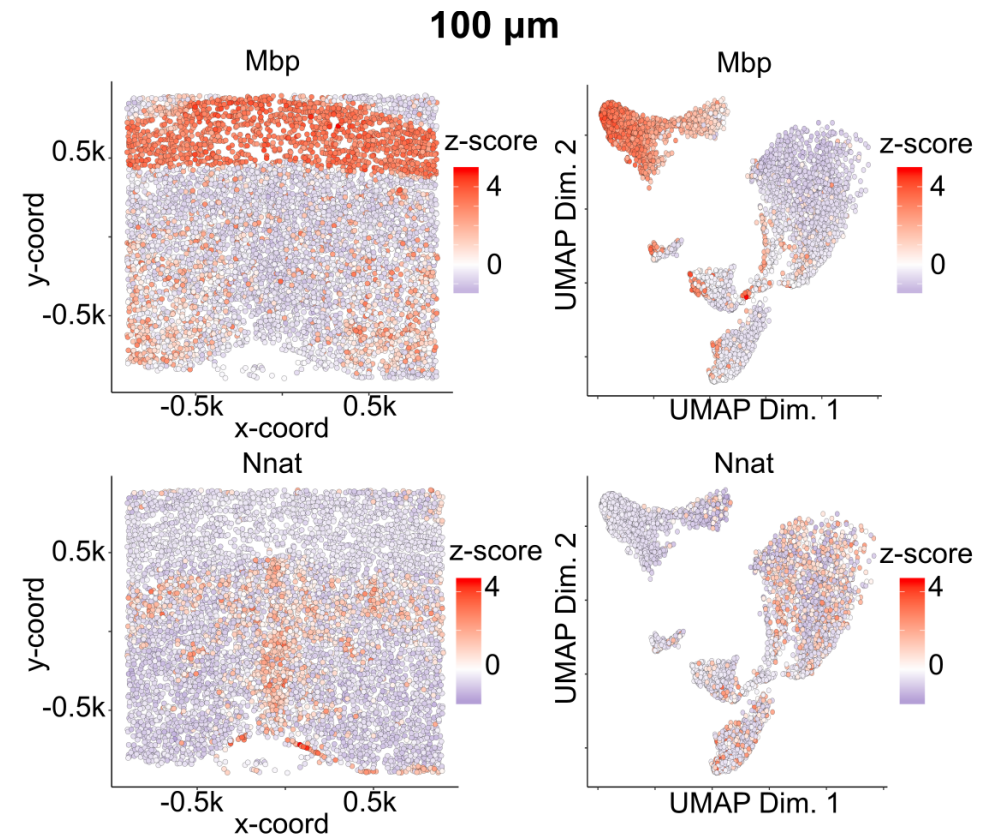 100 µm
Mbp
Mbp
0.5k
-0.5k
y-coord
-0.5k 0.5k
x-coord
z-score
4
0
UMAP Dim. 2
UMAP Dim. 1
z-score
4
0
Nnat
Nnat
0.5k
-0.5k
y-coord
-0.5k 0.5k
x-coord
z-score
4
0
UMAP Dim. 2
UMAP Dim. 1
z-score
4
0